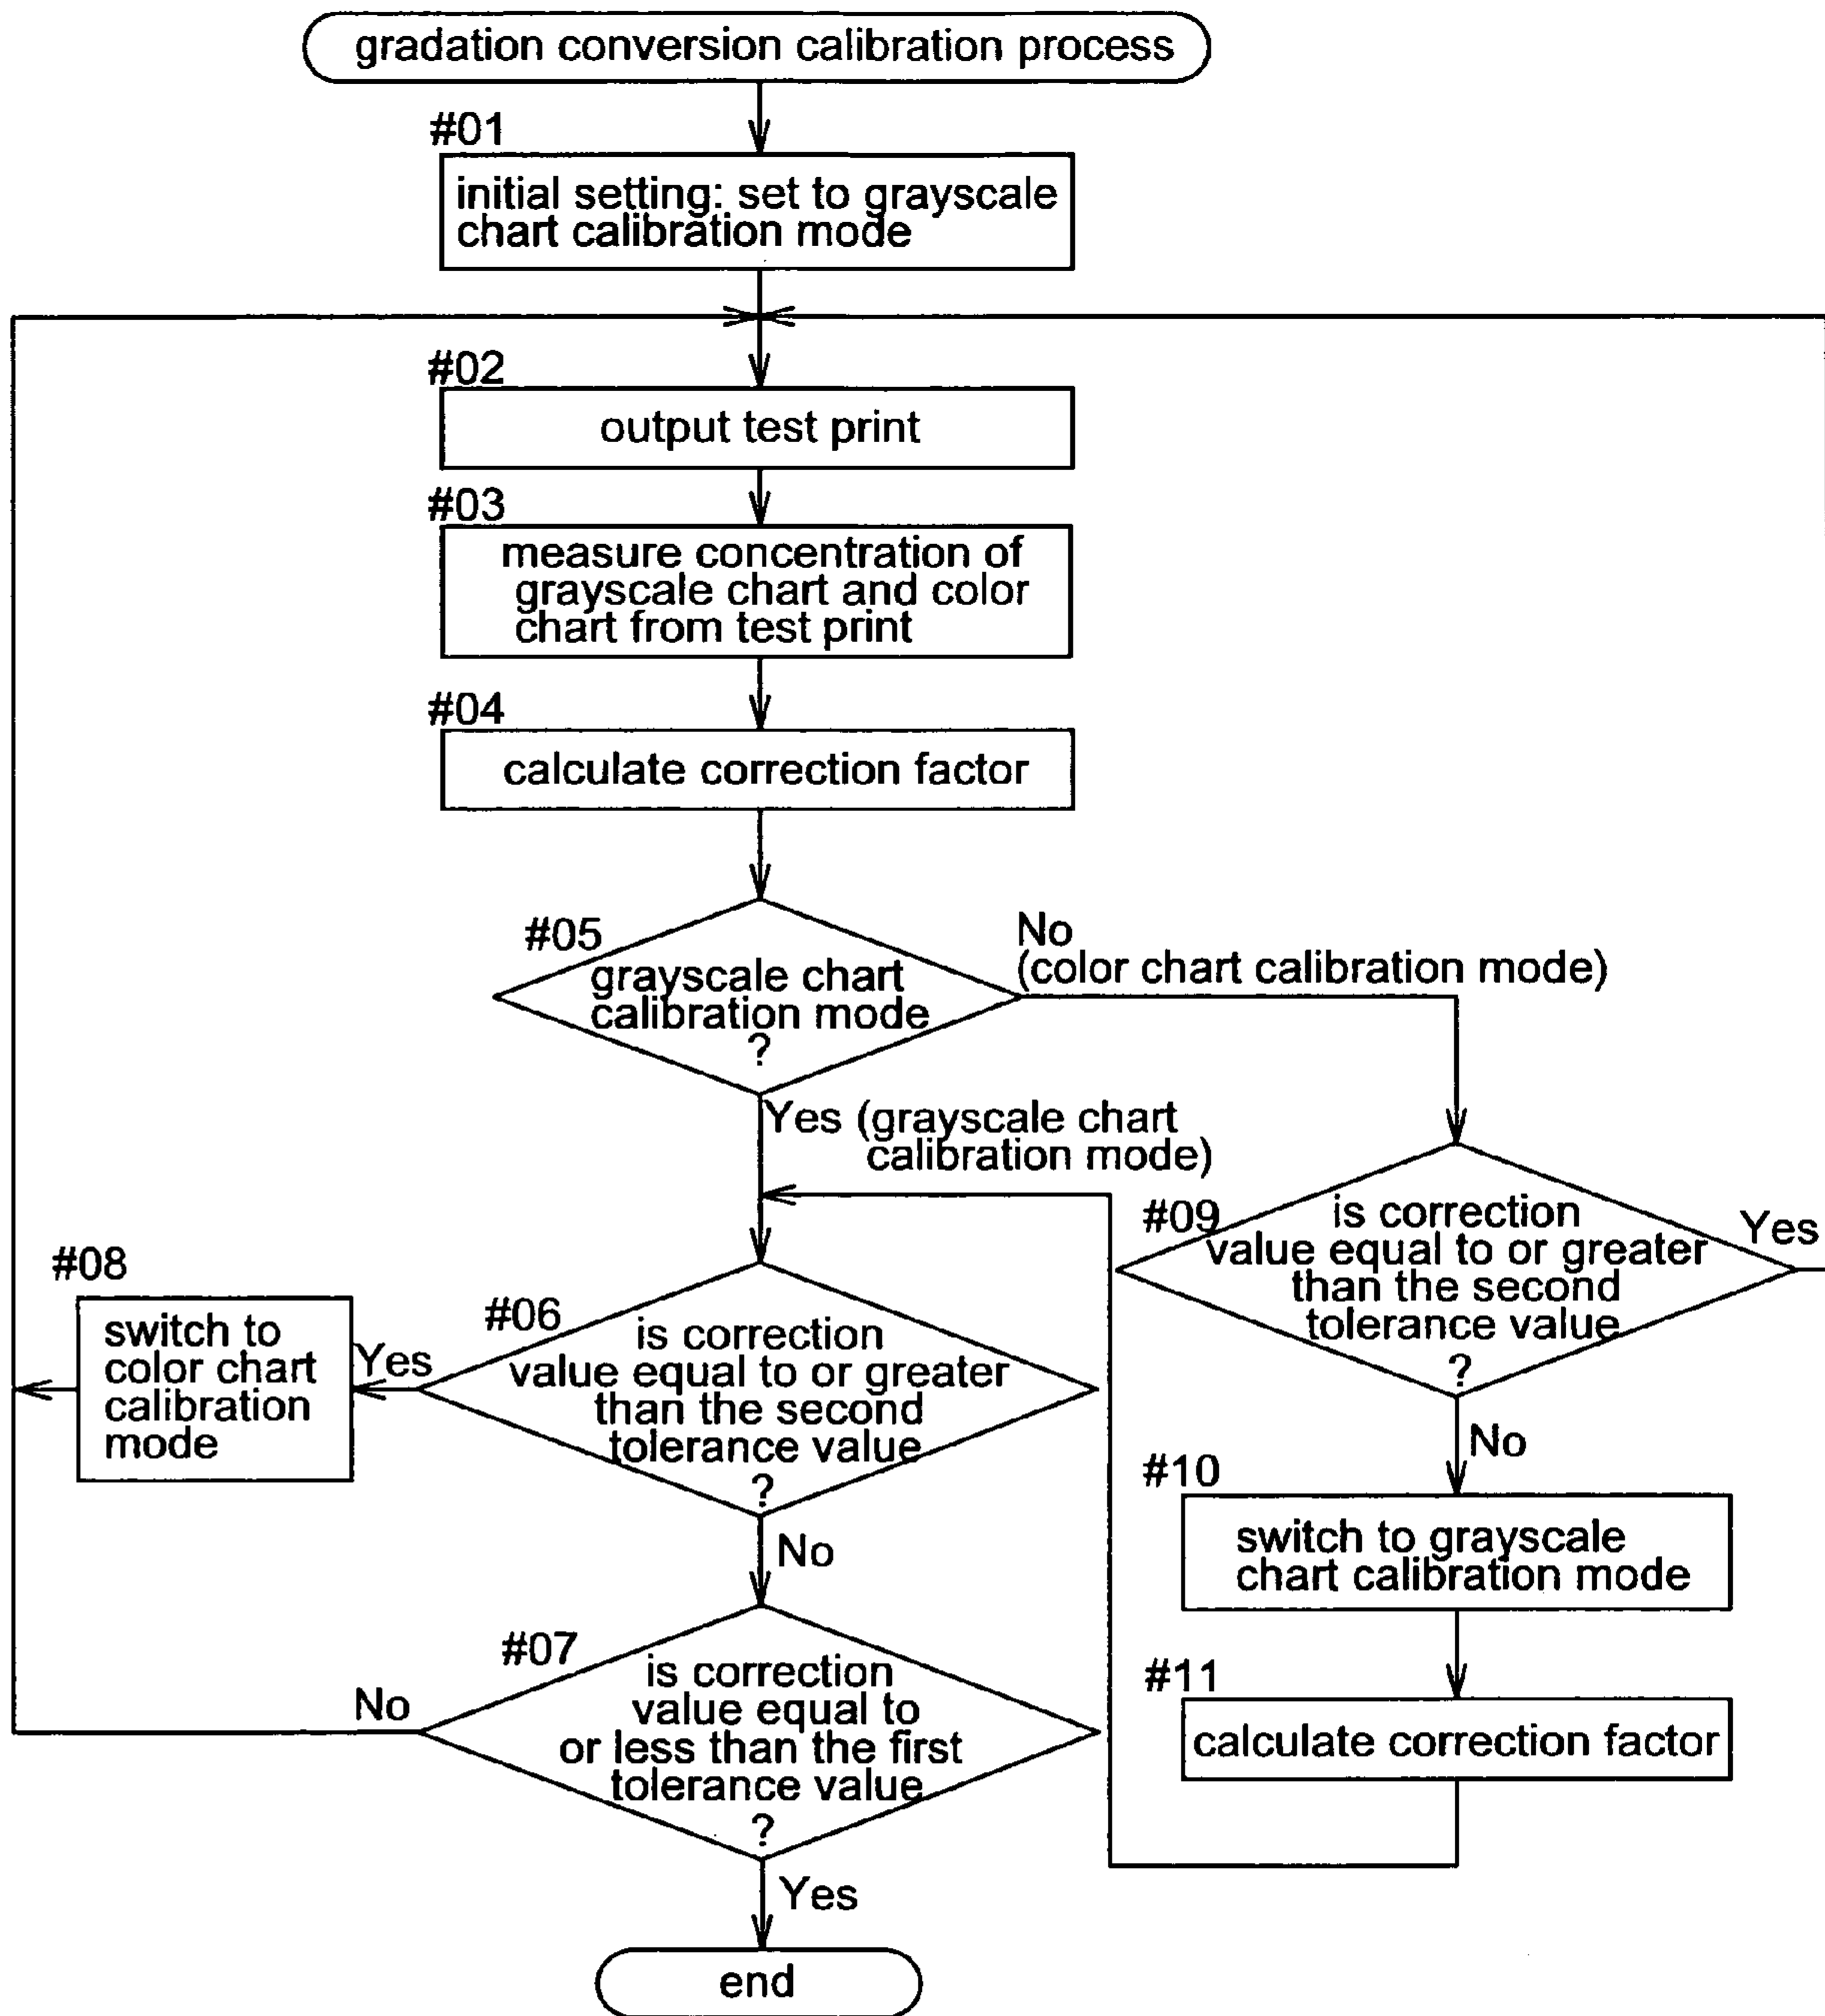 gradation conversion calibration process
#01
initial setting: set to grayscale
chart calibration mode
#02
output test print
#03
measure concentration of
grayscale chart and color
chart from test print
#04
calculate correction factor
#05
grayscale chart
calibration mode
?
No
(color chart calibration mode)
Yes (grayscale chart
calibration mode)
#09
is correction
value equal to or greater
than the second
tolerance value
?
Yes
#08
switch to
color chart
calibration
mode
Yes
#06
is correction
value equal to or greater
than the second
tolerance value
?
No
No
#10
switch to grayscale
chart calibration mode
#07
is correction
value equal to
or less than the first
tolerance value
?
No
#11
calculate correction factor
Yes
end